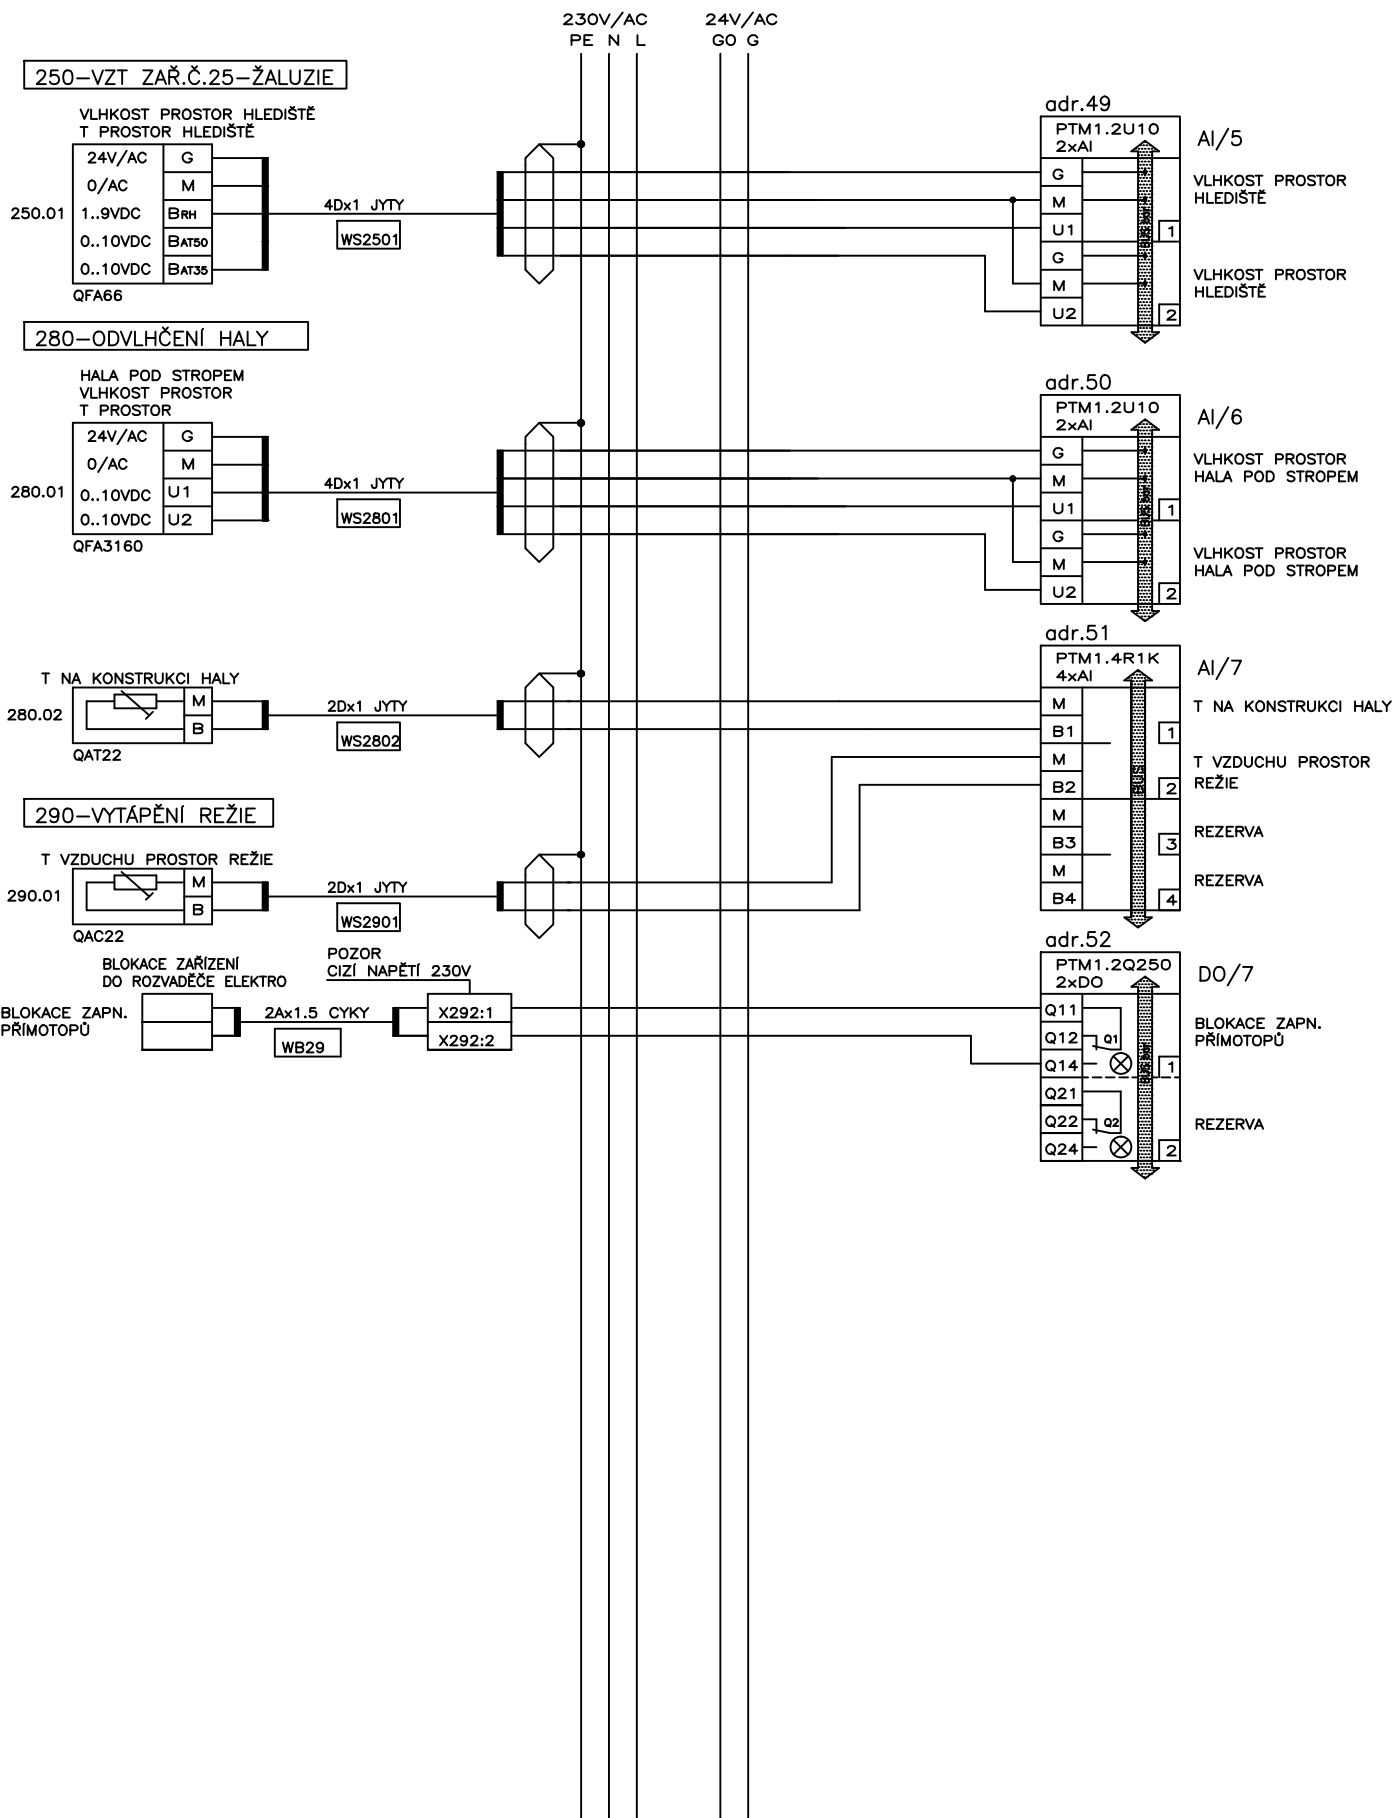 230V/AC
24V/AC
PE N L
GO G
250-VZT ZAŘ.Č.25-ŽALUZIE
VLHKOST PROSTOR HLEDIŠTĚ
T PROSTOR HLEDIŠTĚ
24V/AC G
0/AC M
250.01 1..9VDC BRH
0..10VDC BAT50
0..10VDC BAT35
QFA66
4Dx1 JYTY
WS2501
adr.49
PTM1.2U10
2xAI
AI/5
G
M
U1
1
G
M
U2
2
VLHKOST PROSTOR
HLEDIŠTĚ
VLHKOST PROSTOR
HLEDIŠTĚ
280-ODVLHČENÍ HALY
HALA POD STROPEM
VLHKOST PROSTOR
T PROSTOR
24V/AC G
0/AC M
280.01 0..10VDC U1
0..10VDC U2
QFA3160
4Dx1 JYTY
WS2801
adr.50
PTM1.2U10
2xAI
AI/6
G
M
U1
1
G
M
U2
2
VLHKOST PROSTOR
HALA POD STROPEM
VLHKOST PROSTOR
HALA POD STROPEM
T NA KONSTRUKCI HALY
280.02
M
B
QAT22
2Dx1 JYTY
WS2802
adr.51
PTM1.4R1K
4xAI
AI/7
M
B1
1
M
B2
2
M
B3
3
M
B4
4
BUS
T NA KONSTRUKCI HALY
T VZDUCHU PROSTOR
REŽIE
REZERVA
REZERVA
290-VYTÁPĚNÍ REŽIE
T VZDUCHU PROSTOR REŽIE
290.01
M
B
QAC22
2Dx1 JYTY
WS2901
BLOKACE ZAŘÍZENÍ
DO ROZVADĚČE ELEKTRO
BLOKACE ZAPN.
PŘÍMOTOPŮ
2Ax1.5 CYKY
WB29
POZOR
CIZÍ NAPĚTÍ 230V
X292:1
X292:2
adr.52
PTM1.2Q250
2xDO
DO/7
Q11
Q12 Q1
Q14
1
Q21
Q22 Q2
Q24
2
BLOKACE ZAPN.
PŘÍMOTOPŮ
REZERVA